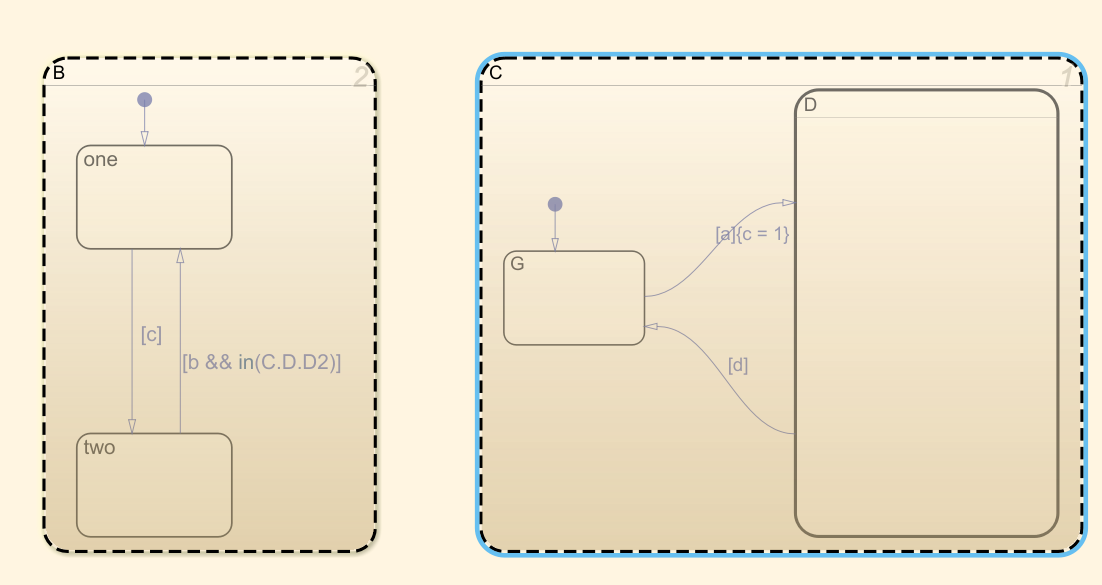 B
2
one
[c]
[b && in(C.D.D2)]
two
C
1
D
[a]{c = 1}
G
[d]